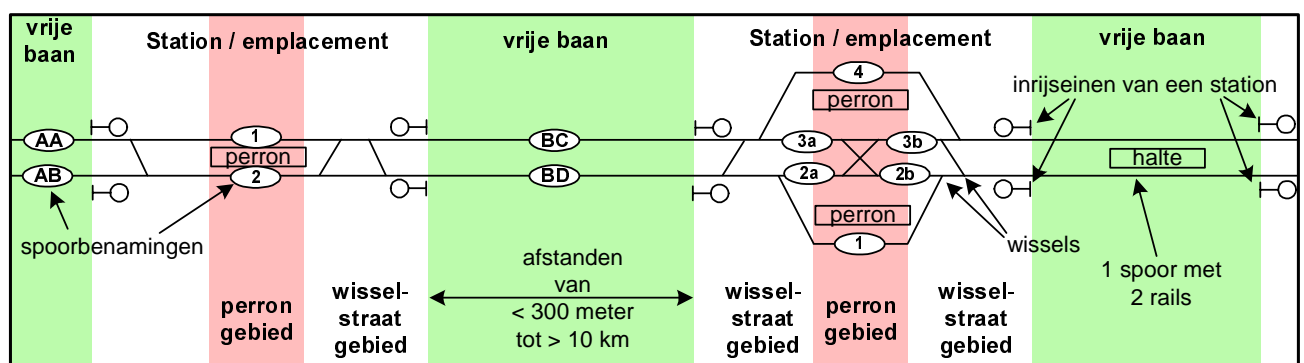 vrije
baan
Station / emplacement
vrije baan
Station / emplacement
vrije baan
4
perron
inrijseinen van een station
AA
1
BC
3a
3b
perron
halte
AB
2
BD
2a
2b
perron
1
spoorbenamingen
wissels
afstanden
van
< 300 meter
tot > 10 km
1 spoor met
2 rails
perron
gebied
wissel-
straat
gebied
wissel-
straat
gebied
perron
gebied
wissel-
straat
gebied